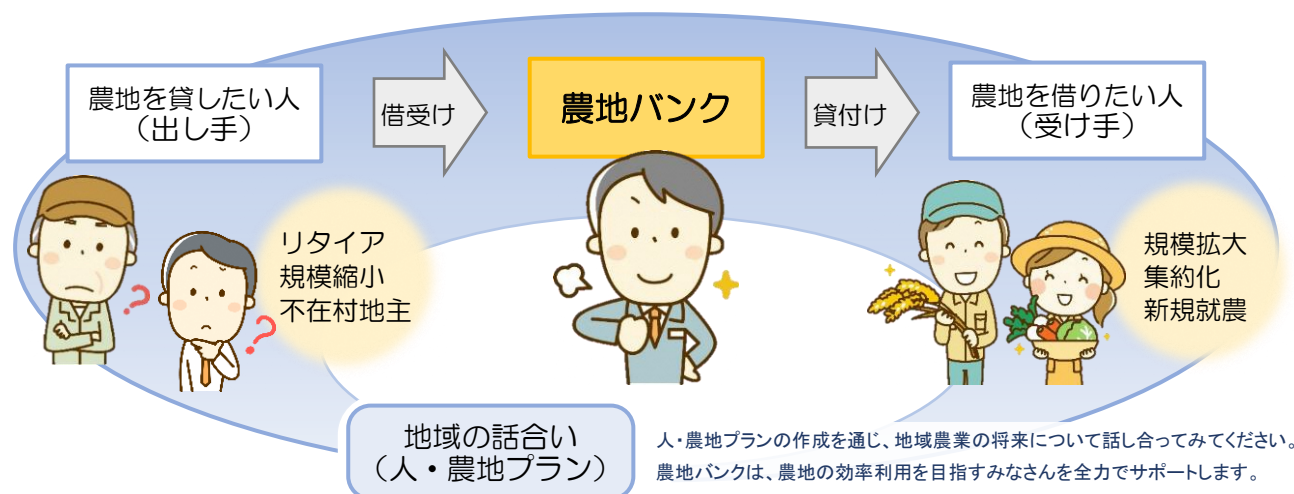 農地を貸したい人
（出し手）
借受け
農地バンク
貸付け
農地を借りたい人
（受け手）
リタイア
規模縮小
不在村地主
規模拡大
集約化
新規就農
地域の話合い
（人・農地プラン）
人・農地プランの作成を通じ、地域農業の将来について話し合ってみてください。
農地バンクは、農地の効率利用を目指すみなさんを全力でサポートします。